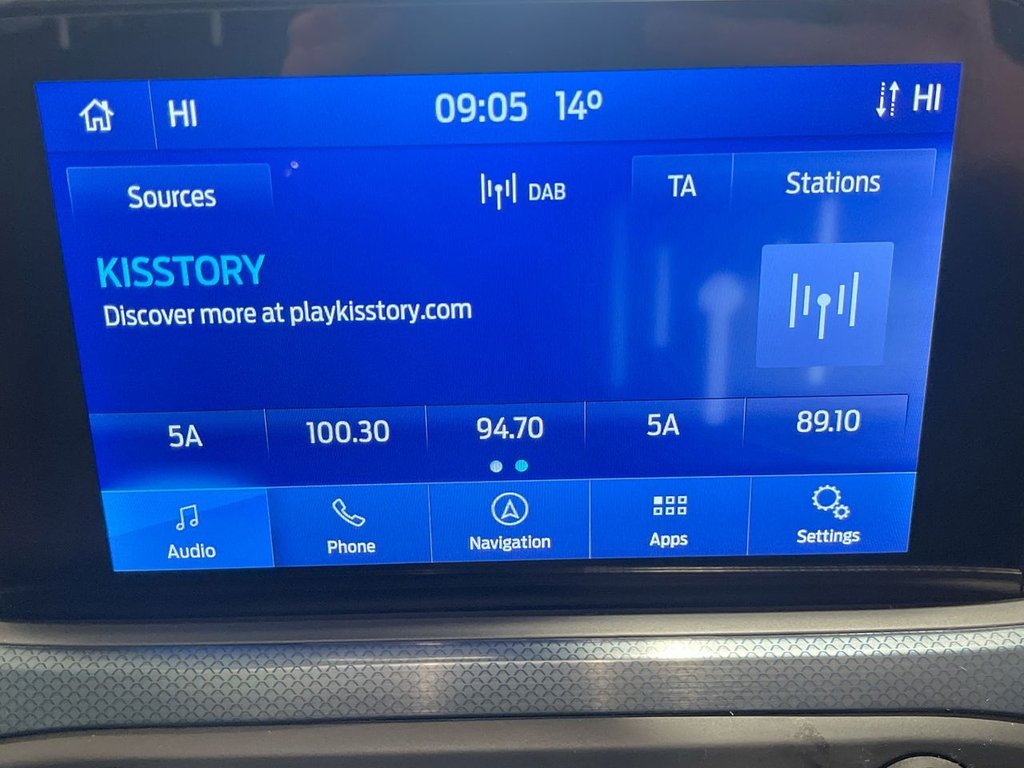 HI 09:05 14° HI
Sources DAB TA Stations
KISSTORY
Discover more at playkisstory.com
5A 100.30 94.70 5A 89.10
Audio Phone Navigation Apps Settings